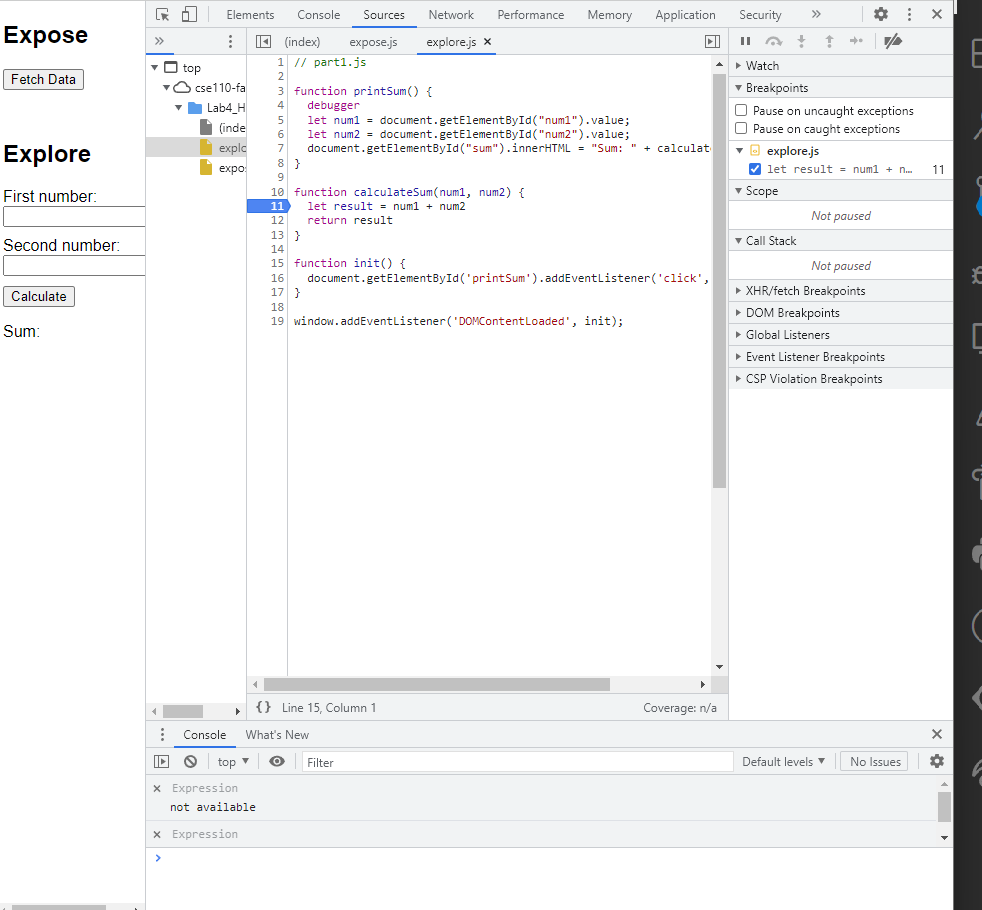 Expose
Fetch Data
Explore
First number:
Second number:
Calculate
Sum:
Elements Console Sources Network Performance Memory Application Security »
» (index) expose.js explore.js ×
top
cse110-fa
Lab4_H
(inde
explo
expos
1 // part1.js
2
3 function printSum() {
4 debugger
5 let num1 = document.getElementById("num1").value;
6 let num2 = document.getElementById("num2").value;
7 document.getElementById("sum").innerHTML = "Sum: " + calculate
8 }
9
10 function calculateSum(num1, num2) {
11 let result = num1 + num2
12 return result
13 }
14
15 function init() {
16 document.getElementById('printSum').addEventListener('click',
17 }
18
19 window.addEventListener('DOMContentLoaded', init);
{} Line 15, Column 1 Coverage: n/a
Watch
Breakpoints
Pause on uncaught exceptions
Pause on caught exceptions
explore.js
let result = num1 + n… 11
Scope
Not paused
Call Stack
Not paused
XHR/fetch Breakpoints
DOM Breakpoints
Global Listeners
Event Listener Breakpoints
CSP Violation Breakpoints
Console What's New
top Filter Default levels No Issues
Expression
not available
Expression